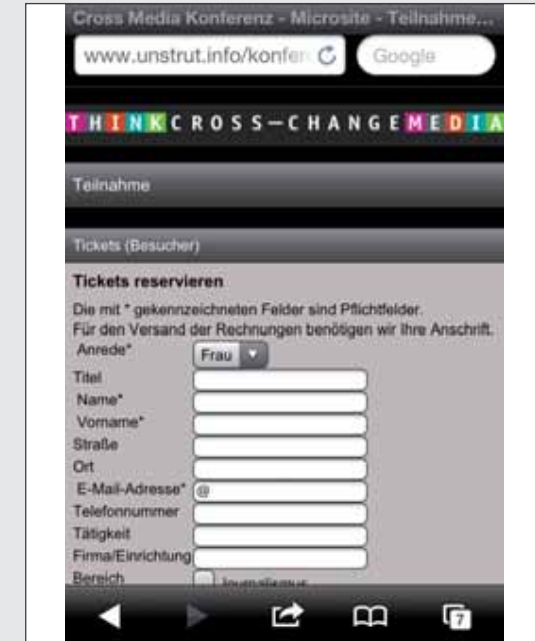 Cross Media Konferenz - Microsite - Teilnahme...
www.unstrut.info/konfer
Google
THINKCROSS-CHANGEMEDIA
Teilnahme
Tickets (Besucher)
Tickets reservieren
Die mit * gekennzeichneten Felder sind Pflichtfelder.
Für den Versand der Rechnungen benötigen wir Ihre Anschrift.
Anrede* Frau
Titel
Name*
Vorname*
Straße
Ort
E-Mail-Adresse* @
Telefonnummer
Tätigkeit
Firma/Einrichtung
Bereich Journalismus
7